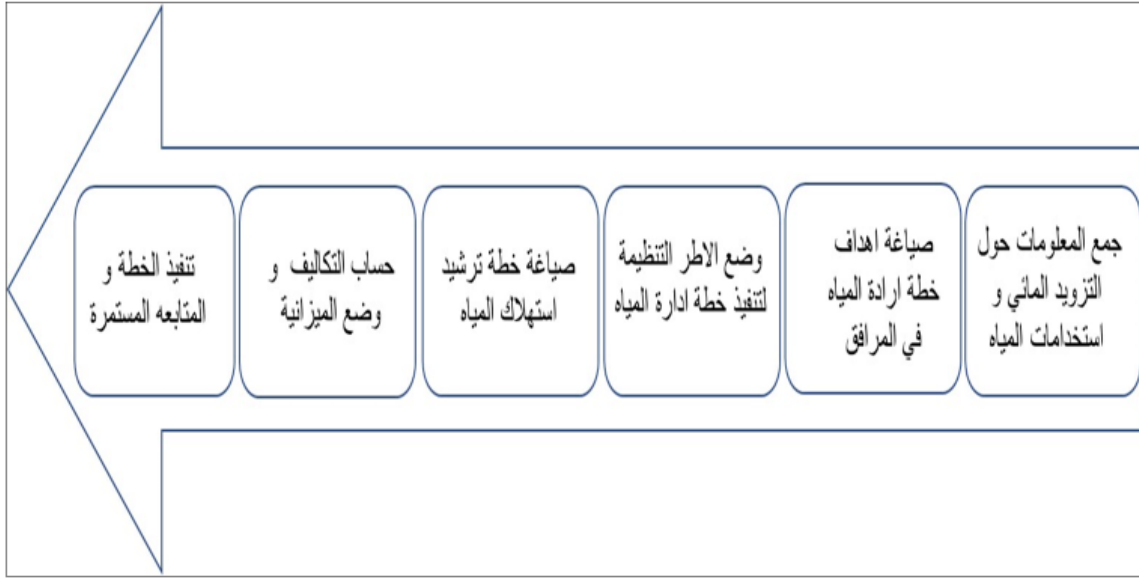 جمع المعلومات حول
التزويد المائي و
استخدامات المياه
صياغة اهداف
خطة ارادة المياه
في المرافق
وضع الاطر التنظيمة
لتنفيذ خطة ادارة المياه
صياغة خطة ترشيد
استهلاك المياه
حساب التكاليف و
وضع الميزانية
تنفيذ الخطة و
المتابعه المستمرة